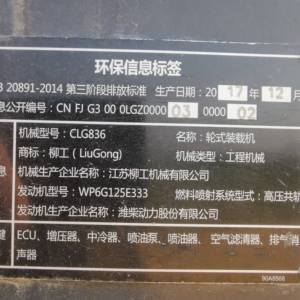 环保信息标签
B 20891-2014 第三阶段排放标准 生产日期: 2017年12月
息公开编号: CN FJ G3 00 0LGZ0000 03 0000 02
机械型号: CLG836
名称: 轮式装载机
商标: 柳工 (LiuGong)
机械类型: 工程机械
机械生产企业名称: 江苏柳工机械有限公司
发动机型号: WP6G125E333
燃料喷射系统型式: 高压共轨
发动机生产企业名称: 潍柴动力股份有限公司
ECU、增压器、中冷器、喷油泵、喷油器、空气滤清器、排气消
声器